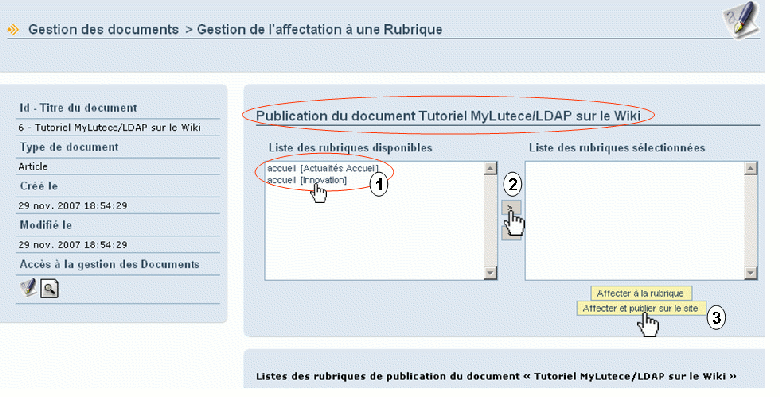 Gestion des documents > Gestion de l'affectation à une Rubrique
Id - Titre du document
6 - Tutoriel MyLutece/LDAP sur le Wiki
Type de document
Article
Créé le
29 nov. 2007 18:54:29
Modifié le
29 nov. 2007 18:54:29
Accès à la gestion des Documents
Publication du document Tutoriel MyLutece/LDAP sur le Wiki
Liste des rubriques disponibles
accueil [Actualités Accueil]
accueil [Innovation]
1
2
>
Liste des rubriques sélectionnées
Affecter à la rubrique
Affecter et publier sur le site
3
Listes des rubriques de publication du document « Tutoriel MyLutece/LDAP sur le Wiki »